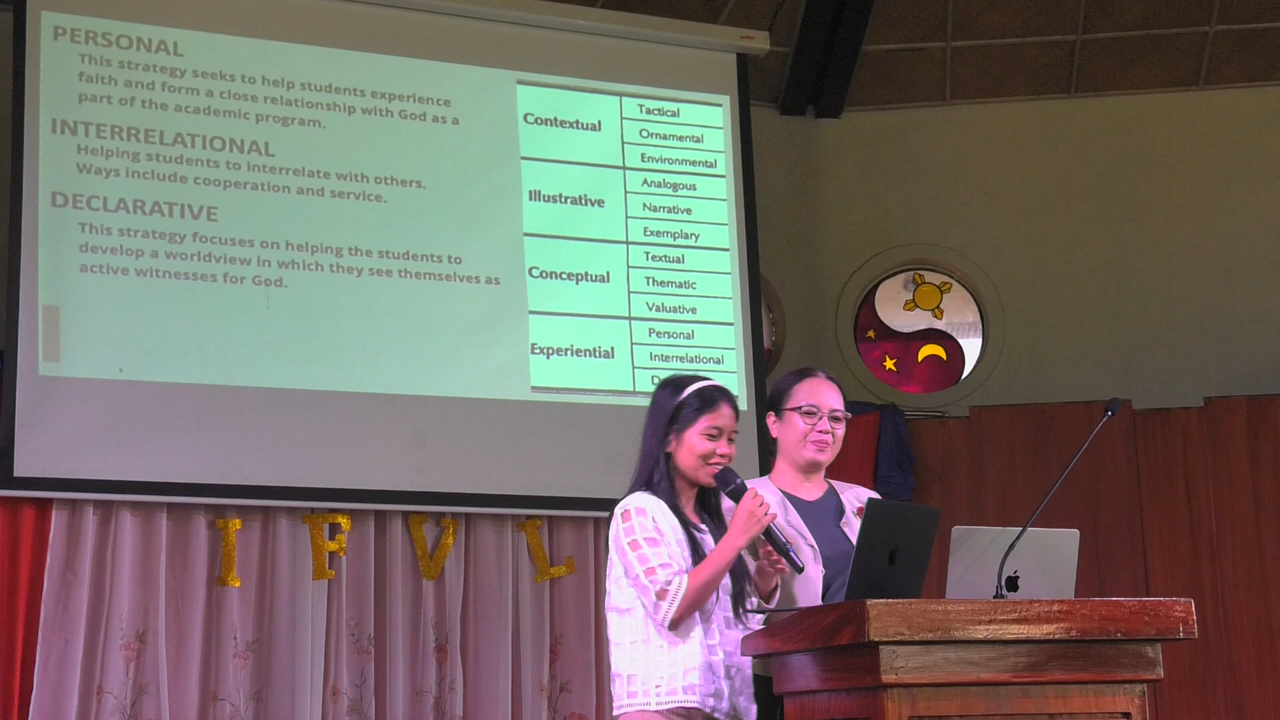 PERSONAL
This strategy seeks to help students experience
faith and form a close relationship with God as a
part of the academic program.
INTERRELATIONAL
Helping students to interrelate with others.
Ways include cooperation and service.
DECLARATIVE
This strategy focuses on helping the students to
develop a worldview in which they see themselves as
active witnesses for God.
Contextual
Tactical
Ornamental
Environmental
Illustrative
Analogous
Narrative
Exemplary
Conceptual
Textual
Thematic
Valuative
Experiential
Personal
Interrelational
I F V L